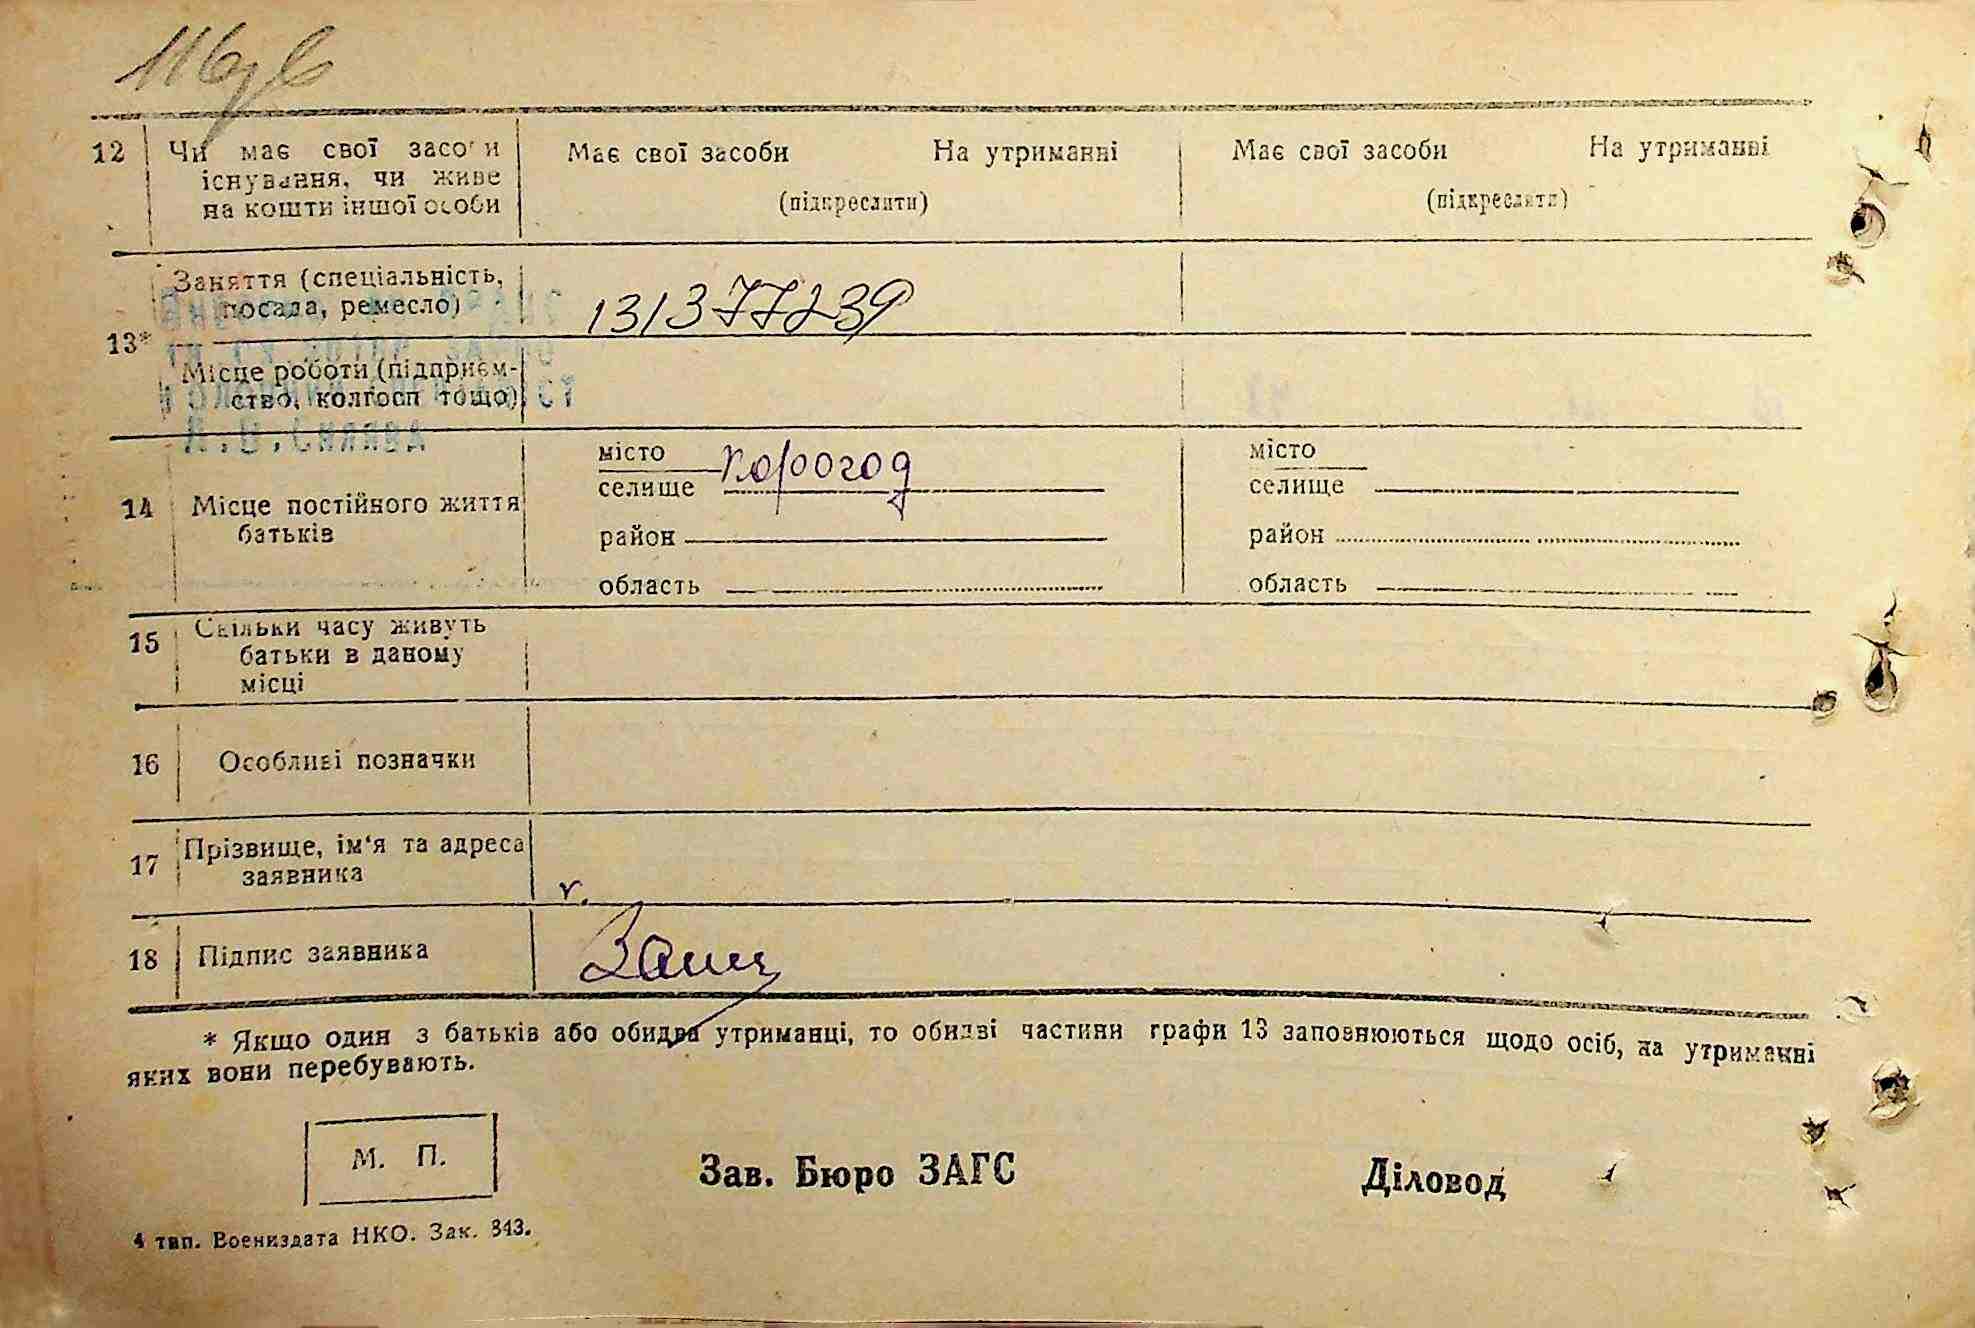 12 Чи має свої засоби Має свої засоби На утриманні Має свої засоби На утриманні
існування, чи живе
на кошти іншої особи (підкреслити) (підкреслити)
Заняття (спеціальність,
посада, ремесло) 131377239
13*
Місце роботи (підприєм-
ство, колгосп тощо)
місто Корогод місто
селище селище
14 Місце постійного життя
батьків район район
область область
15 Скільки часу живуть
батьки в даному
місці
16 Особливі позначки
17 Прізвище, ім'я та адреса
заявника
18 Підпис заявника
* Якщо один з батьків або обидва утриманці, то обидві частини графи 13 заповнюються щодо осіб, на утриманні
яких вони перебувають.
М. П.
Зав. Бюро ЗАГС Діловод
4 тип. Воениздата НКО. Зак. 343.